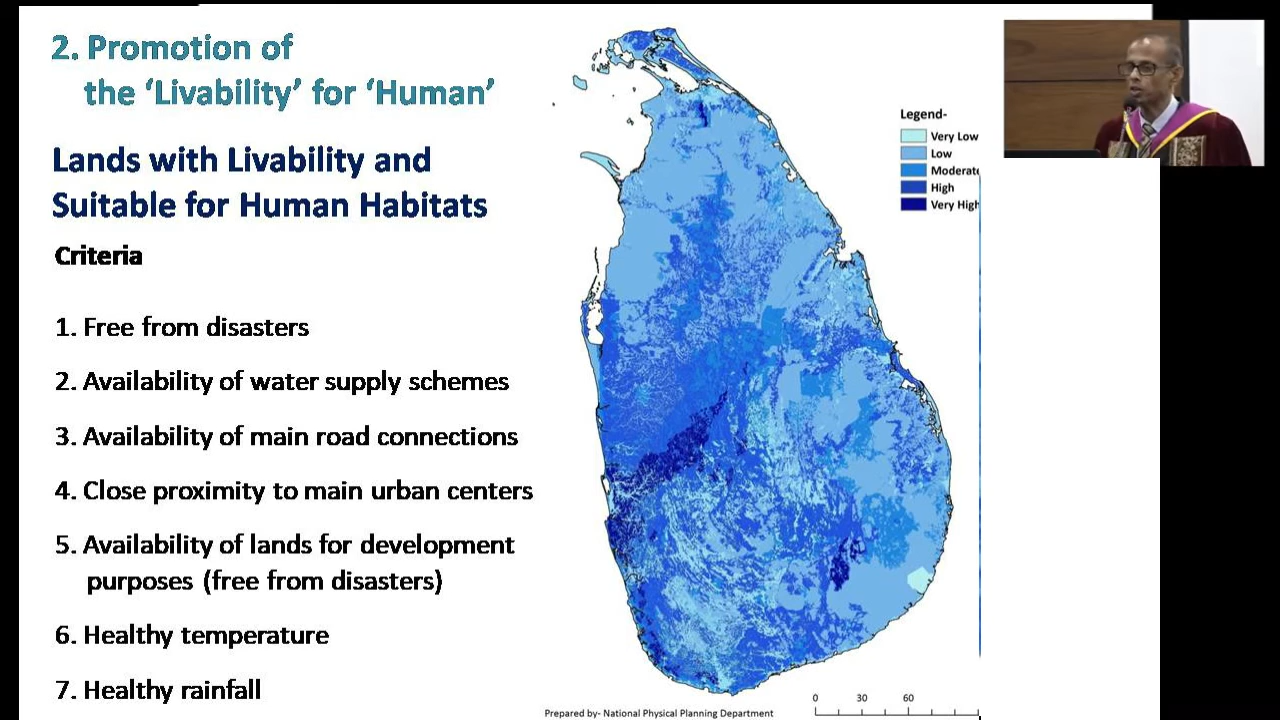 2. Promotion of
the ‘Livability’ for ‘Human’
Lands with Livability and
Suitable for Human Habitats
Criteria
1. Free from disasters
2. Availability of water supply schemes
3. Availability of main road connections
4. Close proximity to main urban centers
5. Availability of lands for development
purposes (free from disasters)
6. Healthy temperature
7. Healthy rainfall
Legend-
Very Low
Low
Moderate
High
Very High
0 30 60
Prepared by- National Physical Planning Department